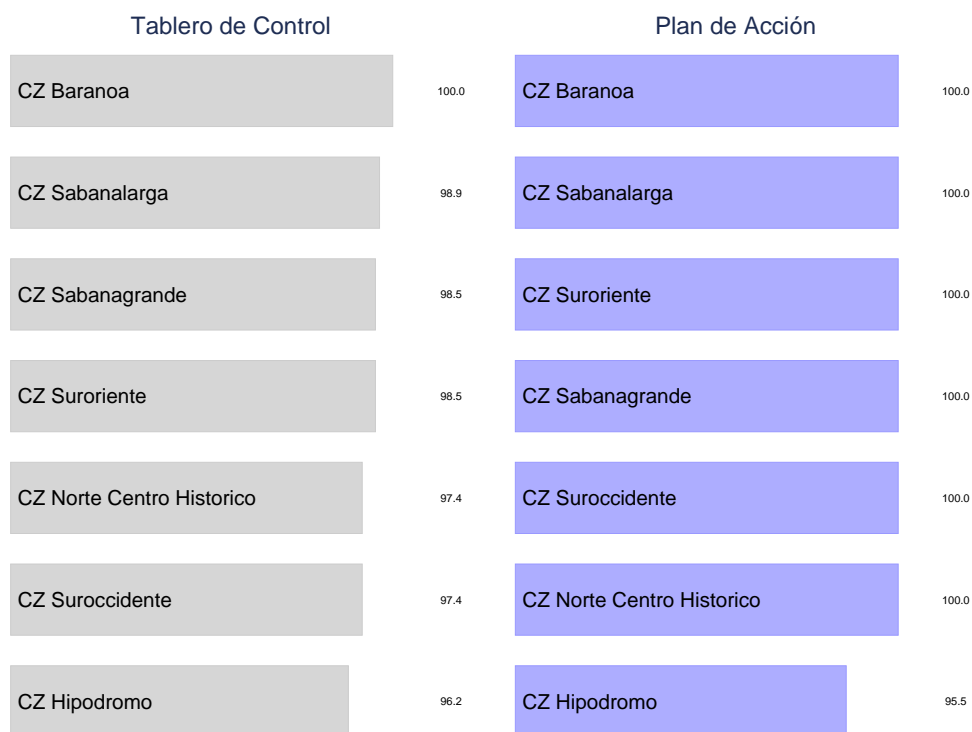 Tablero de Control
CZ Baranoa 100.0
CZ Sabanalarga 98.9
CZ Sabanagrande 98.5
CZ Suroriente 98.5
CZ Norte Centro Historico 97.4
CZ Suroccidente 97.4
CZ Hipodromo 96.2
Plan de Acción
CZ Baranoa 100.0
CZ Sabanalarga 100.0
CZ Suroriente 100.0
CZ Sabanagrande 100.0
CZ Suroccidente 100.0
CZ Norte Centro Historico 100.0
CZ Hipodromo 95.5